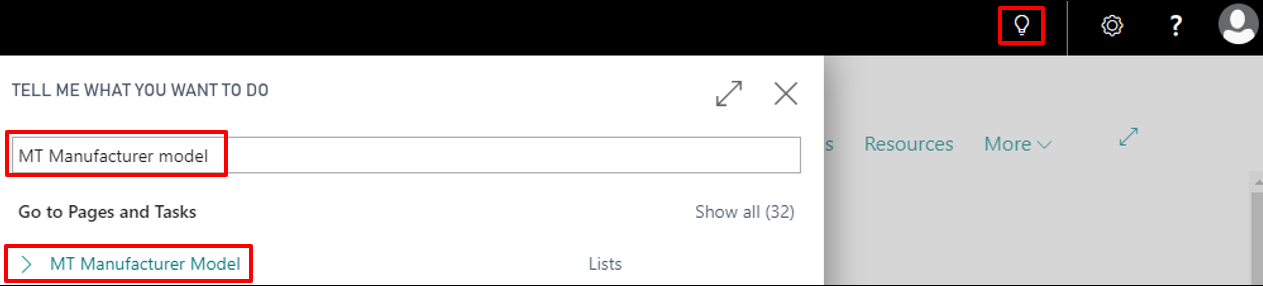 ?
TELL ME WHAT YOU WANT TO DO
MT Manufacturer model
s Resources More
Go to Pages and Tasks Show all (32)
MT Manufacturer Model Lists